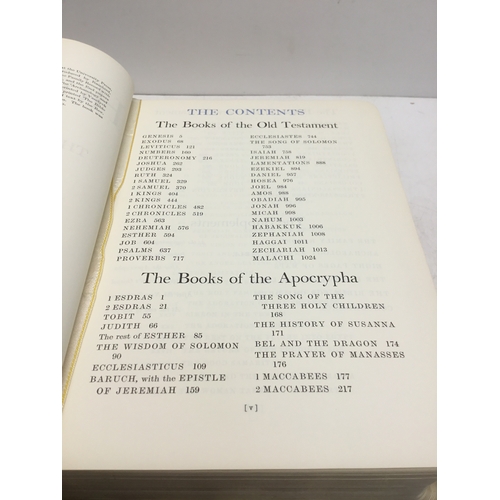 THE CONTENTS
The Books of the Old Testament
GENESIS 3
EXODUS 68
LEVITICUS 121
NUMBERS 160
DEUTERONOMY 216
JOSHUA 262
JUDGES 293
RUTH 324
1 SAMUEL 329
2 SAMUEL 370
1 KINGS 404
2 KINGS 444
1 CHRONICLES 482
2 CHRONICLES 519
EZRA 563
NEHEMIAH 576
ESTHER 594
JOB 604
PSALMS 637
PROVERBS 717
ECCLESIASTES 744
THE SONG OF SOLOMON
753
ISAIAH 758
JEREMIAH 819
LAMENTATIONS 888
EZEKIEL 894
DANIEL 957
HOSEA 976
JOEL 984
AMOS 988
OBADIAH 995
JONAH 996
MICAH 998
NAHUM 1003
HABAKKUK 1006
ZEPHANIAH 1008
HAGGAI 1011
ZECHARIAH 1013
MALACHI 1024
The Books of the Apocrypha
1 ESDRAS 1
2 ESDRAS 21
TOBIT 55
JUDITH 66
The rest of ESTHER 85
THE WISDOM OF SOLOMON
90
ECCLESIASTICUS 109
BARUCH, with the EPISTLE
OF JEREMIAH 159
THE SONG OF THE
THREE HOLY CHILDREN
168
THE HISTORY OF SUSANNA
171
BEL AND THE DRAGON 174
THE PRAYER OF MANASSES
176
1 MACCABEES 177
2 MACCABEES 217
[v]